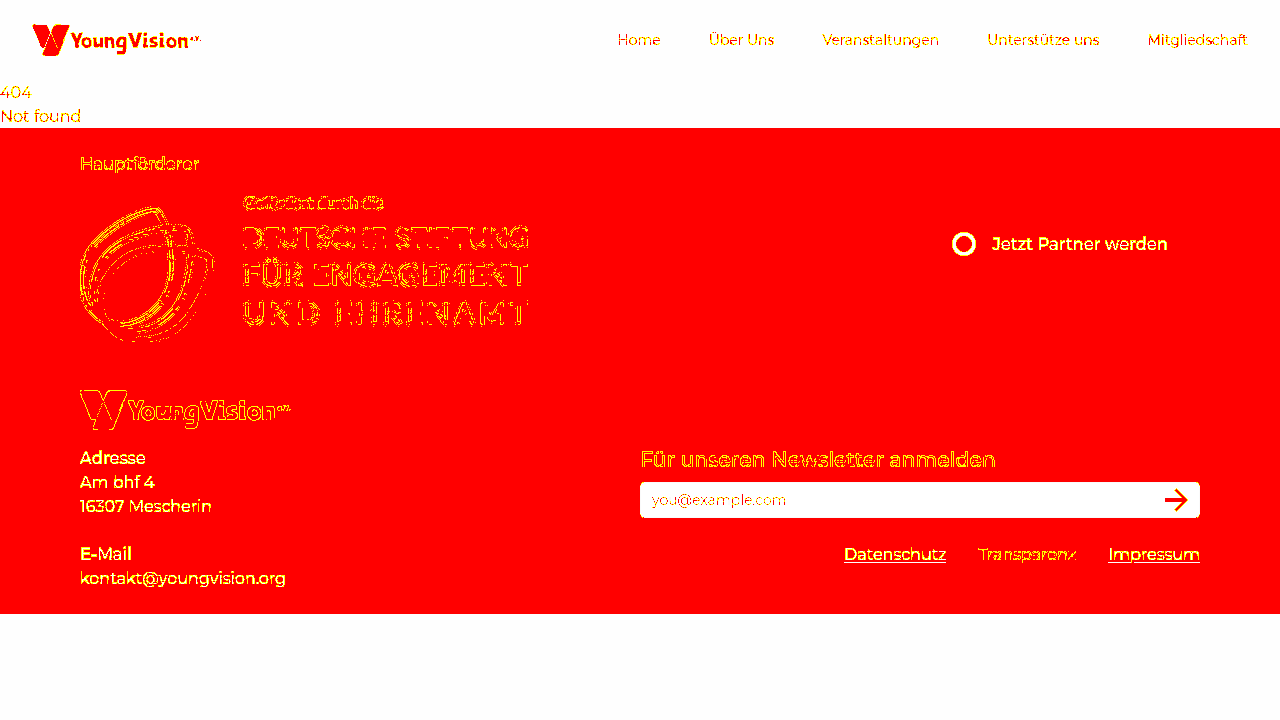 YoungVision e.V.
Home Über Uns Veranstaltungen Unterstütze uns Mitgliedschaft
404
Not found
Hauptförderer
Gefördert durch die
DEUTSCHE STIFTUNG
FÜR ENGAGEMENT
UND EHRENAMT
Jetzt Partner werden
YoungVision e.V.
Adresse
Am bhf 4
16307 Mescherin
E-Mail
kontakt@youngvision.org
Für unseren Newsletter anmelden
you@example.com
Datenschutz Transparenz Impressum